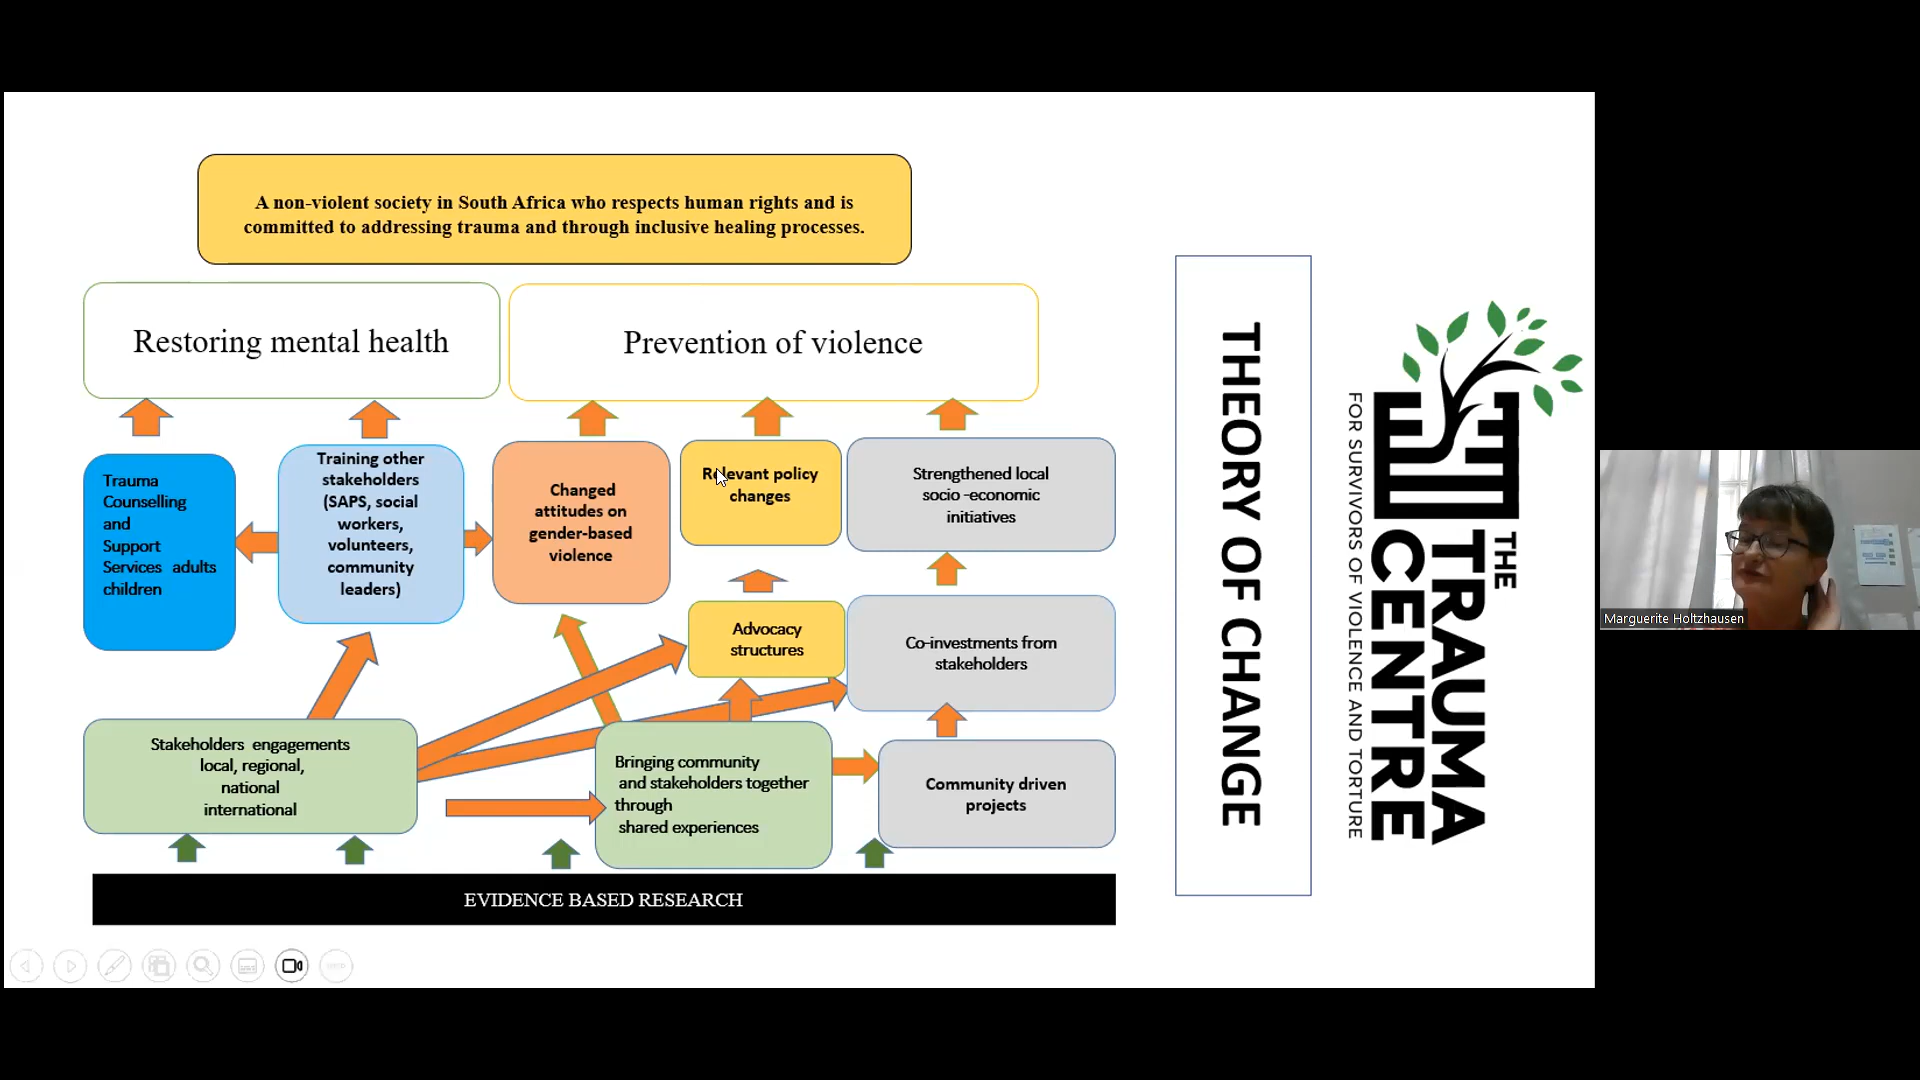 A non-violent society in South Africa who respects human rights and is
committed to addressing trauma and through inclusive healing processes.
Restoring mental health
Prevention of violence
Trauma
Counselling
and
Support
Services adults
children
Training other
stakeholders
(SAPS, social
workers,
volunteers,
community
leaders)
Changed
attitudes on
gender-based
violence
Relevant policy
changes
Strengthened local
socio -economic
initiatives
Advocacy
structures
Co-investments from
stakeholders
Stakeholders engagements
local, regional,
national
international
Bringing community
and stakeholders together
through
shared experiences
Community driven
projects
EVIDENCE BASED RESEARCH
THEORY OF CHANGE
THE
TRAUMA
CENTRE
FOR SURVIVORS OF VIOLENCE AND TORTURE
Marguerite Holtzhausen